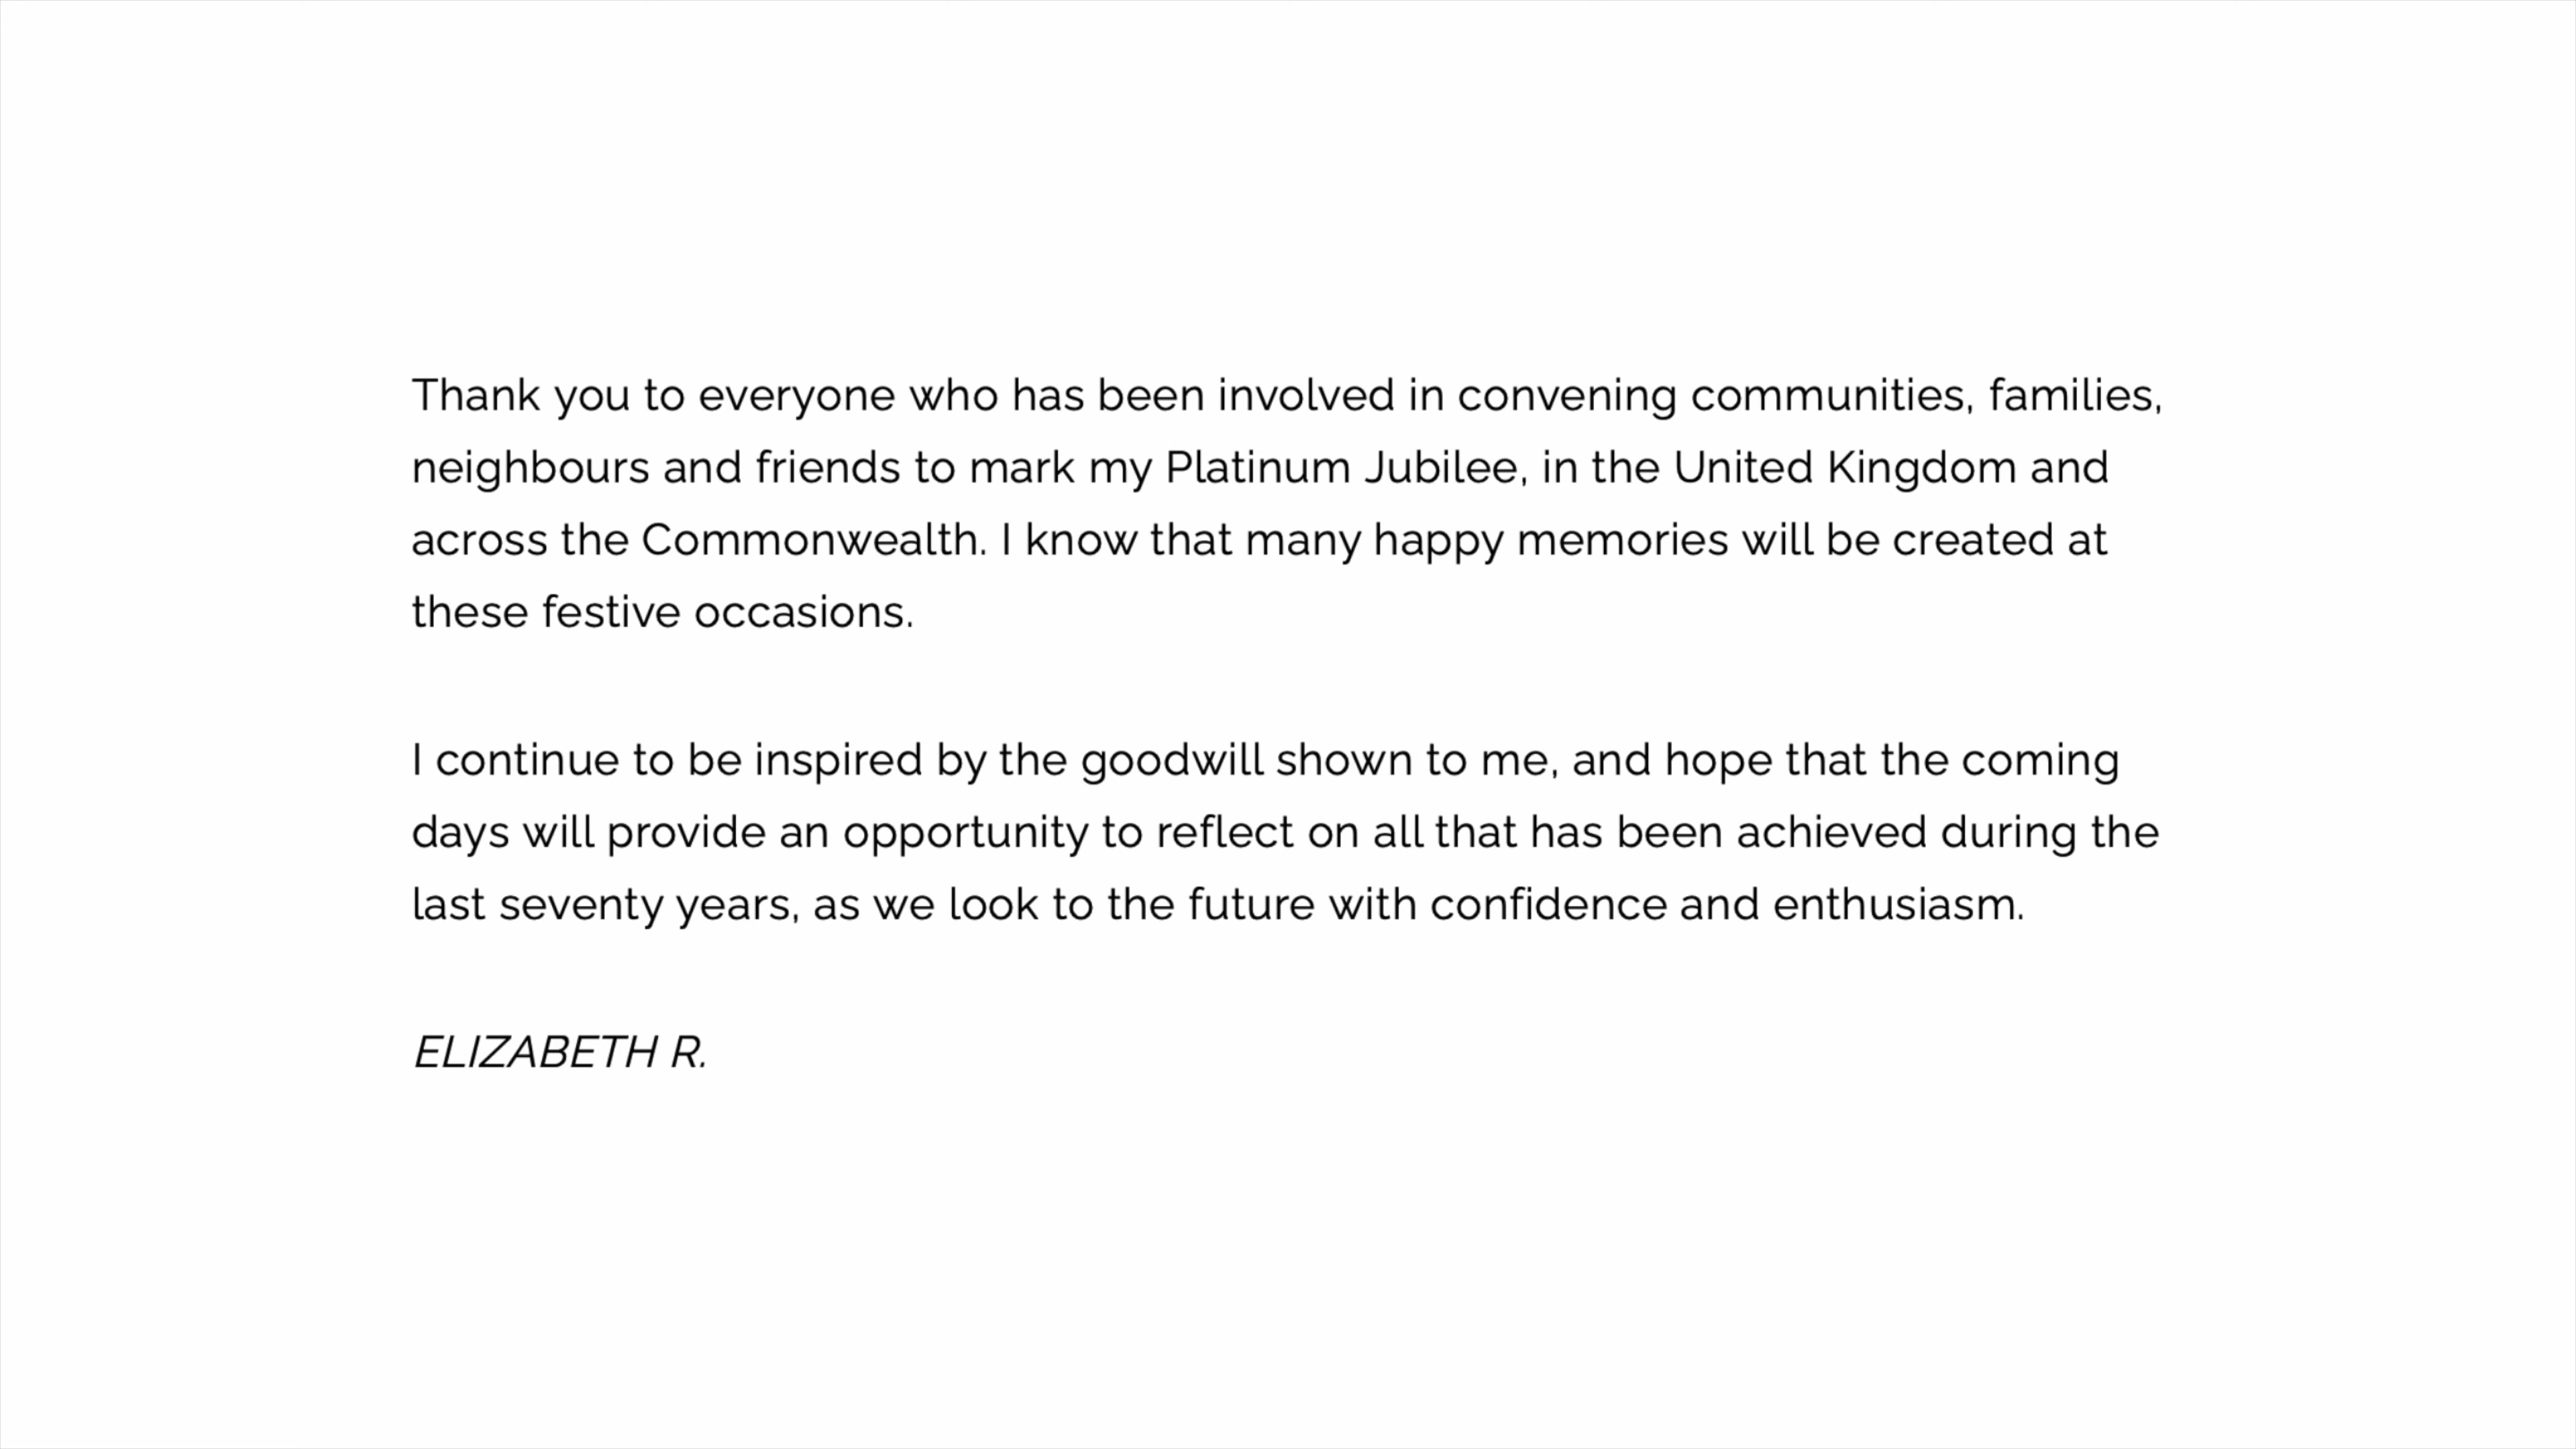 Thank you to everyone who has been involved in convening communities, families,
neighbours and friends to mark my Platinum Jubilee, in the United Kingdom and
across the Commonwealth. I know that many happy memories will be created at
these festive occasions.
I continue to be inspired by the goodwill shown to me, and hope that the coming
days will provide an opportunity to reflect on all that has been achieved during the
last seventy years, as we look to the future with confidence and enthusiasm.
ELIZABETH R.